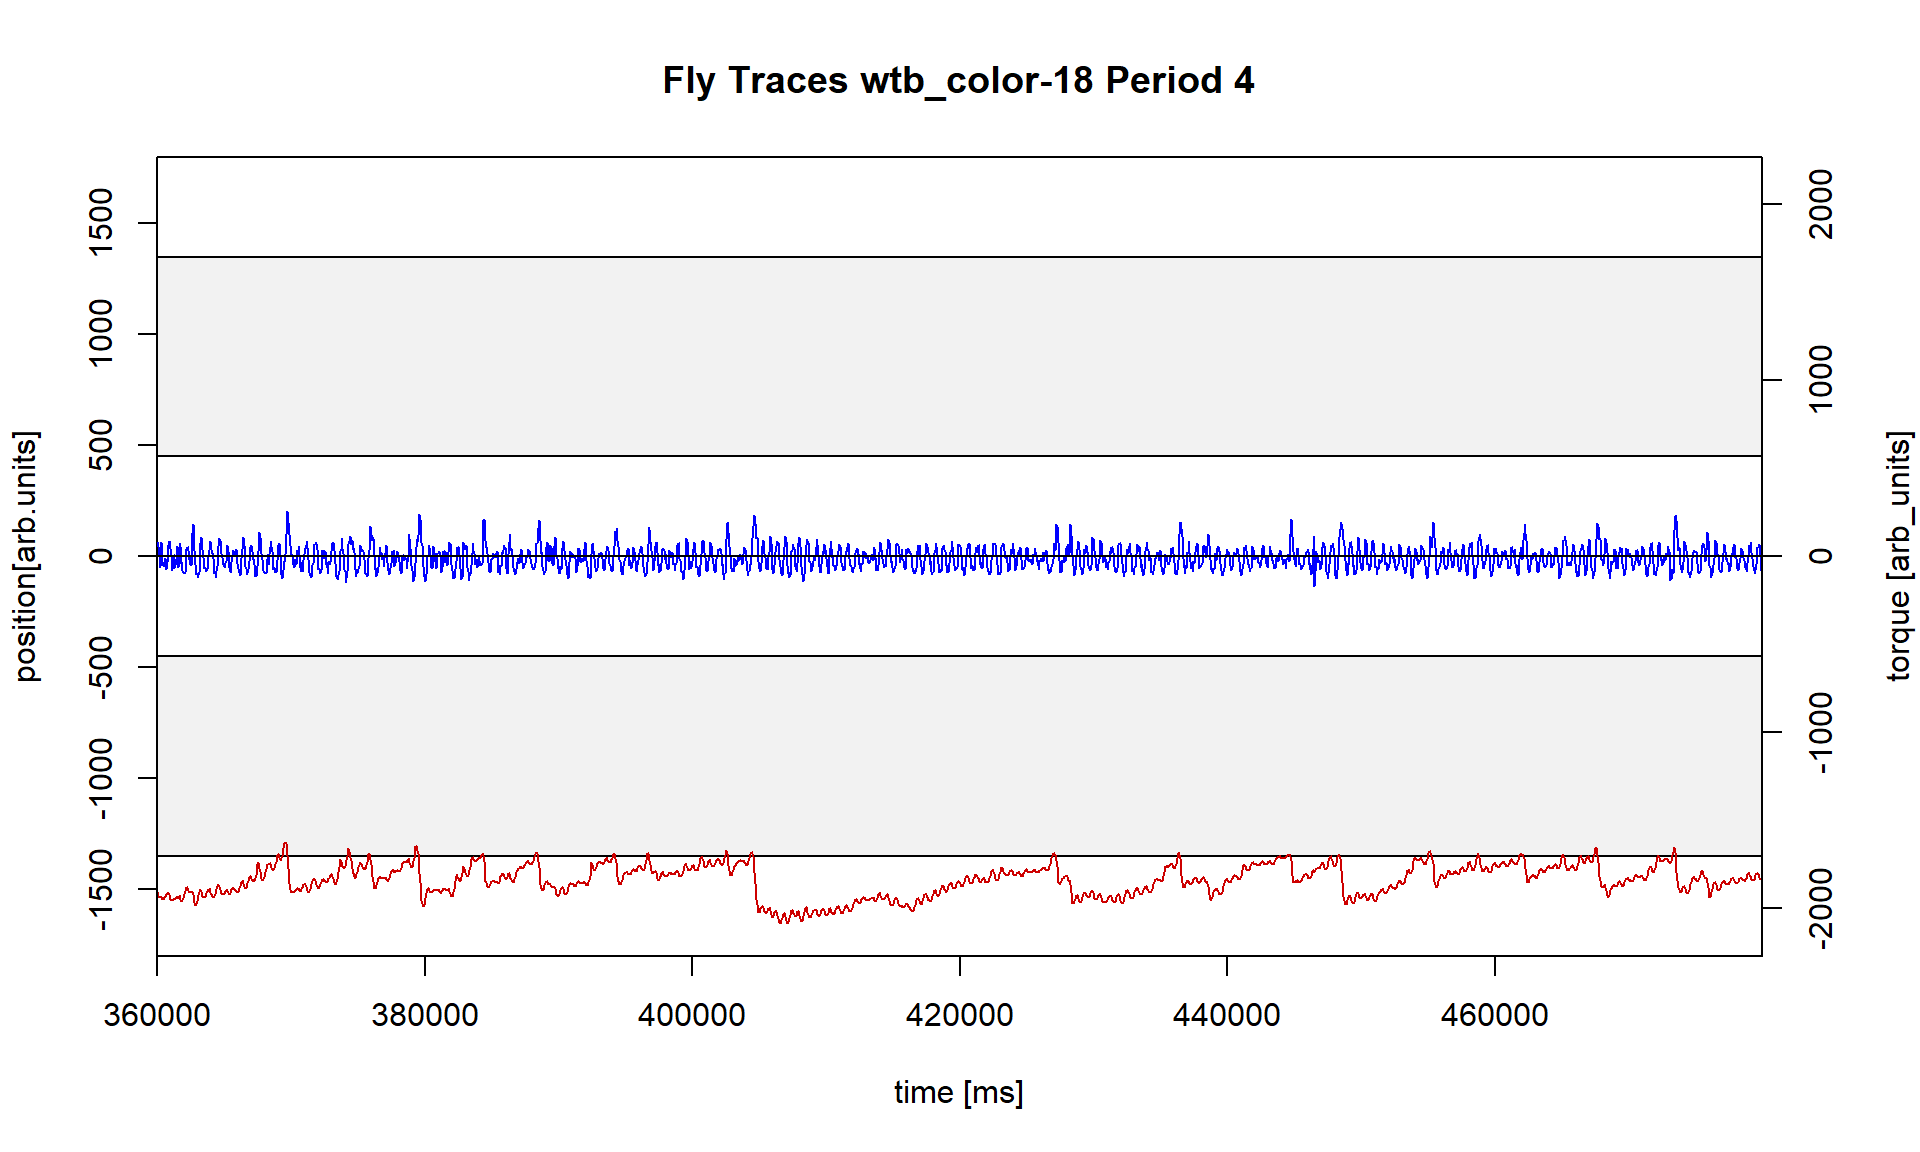 Fly Traces wtb_color-18 Period 4
position[arb.units]
1500
1000
500
0
-500
-1000
-1500
2000
1000
0
-1000
-2000
torque [arb_units]
360000 380000 400000 420000 440000 460000
time [ms]